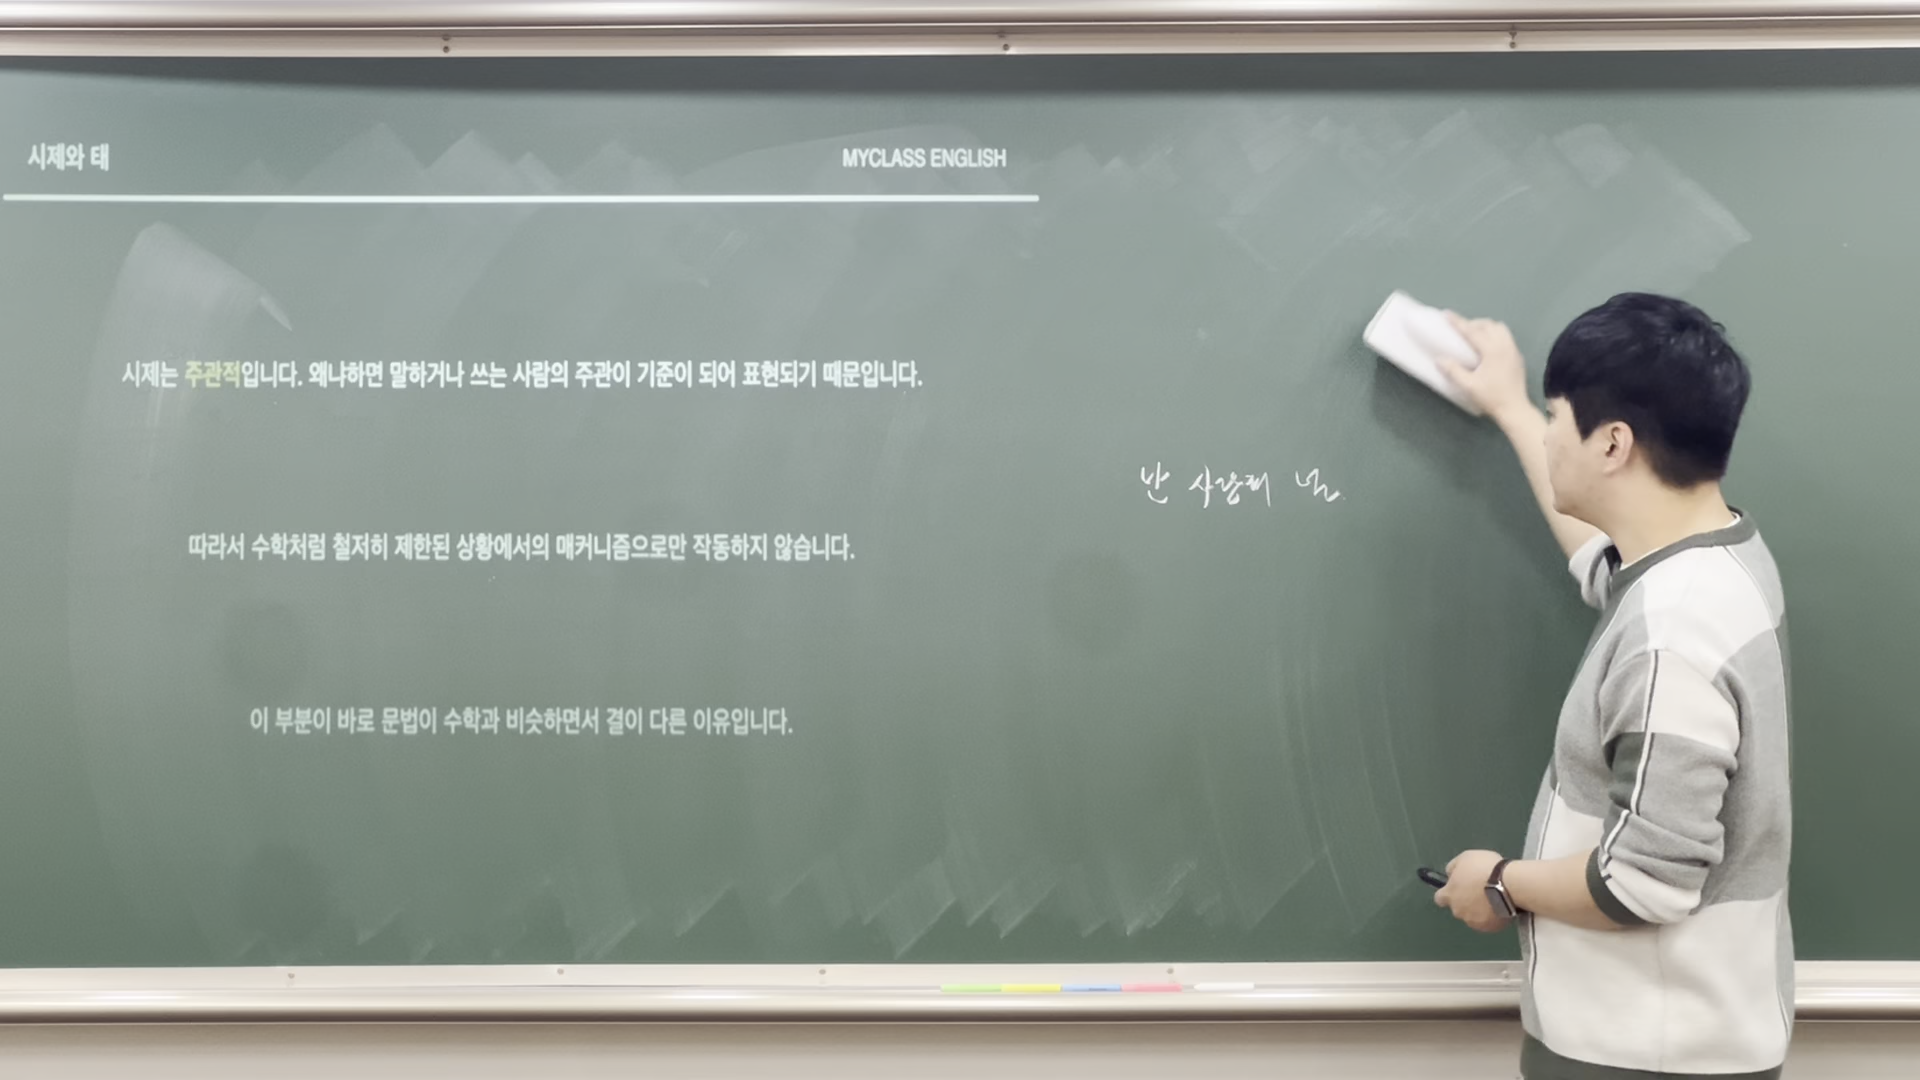 시제와 태
MYCLASS ENGLISH
시제는 주관적입니다. 왜냐하면 말하거나 쓰는 사람의 주관이 기준이 되어 표현되기 때문입니다.
난 사랑해 널
따라서 수학처럼 철저히 제한된 상황에서의 매커니즘으로만 작동하지 않습니다.
이 부분이 바로 문법이 수학과 비슷하면서 결이 다른 이유입니다.